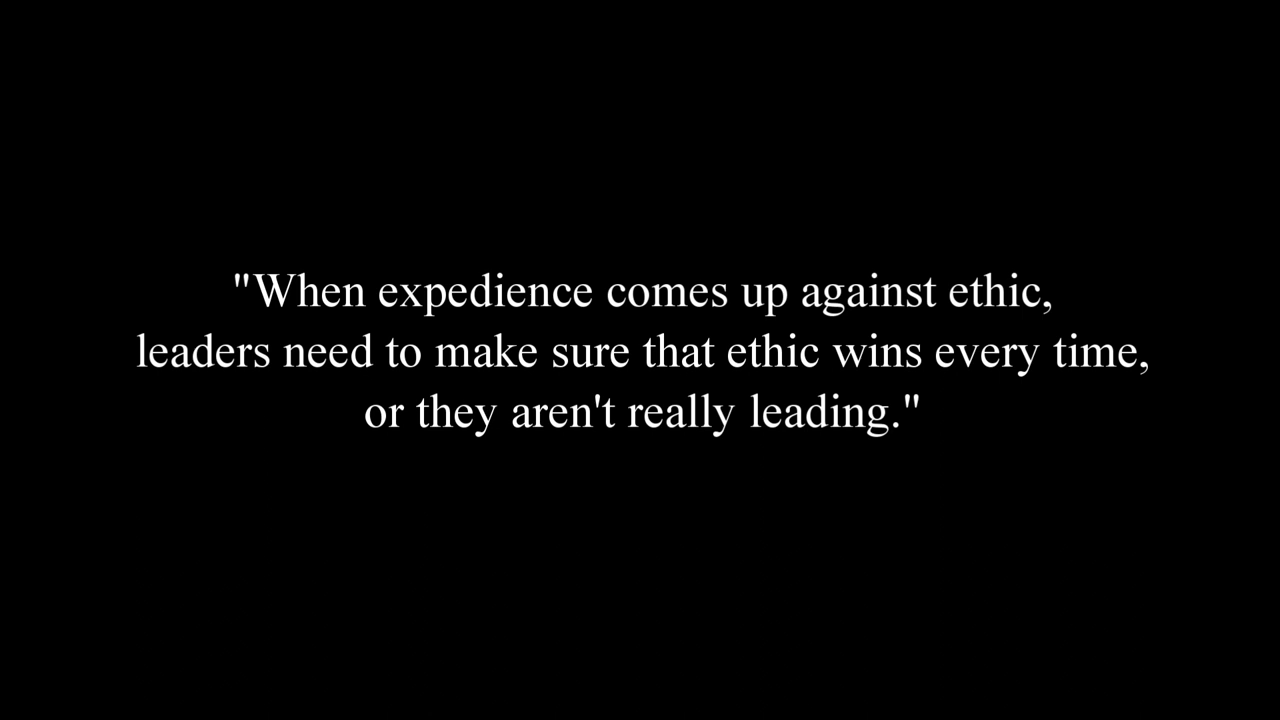 "When expedience comes up against ethic,
leaders need to make sure that ethic wins every time,
or they aren't really leading."